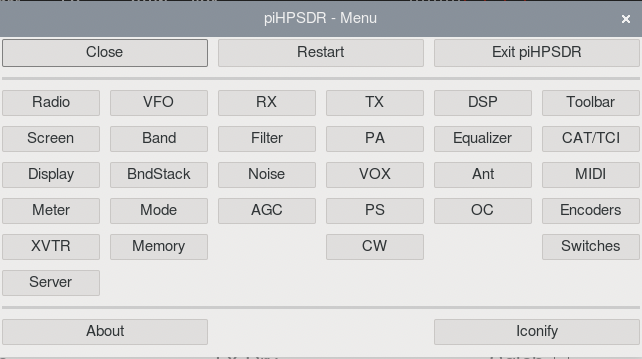 piHPSDR - Menu ×
Close Restart Exit piHPSDR
Radio VFO RX TX DSP Toolbar
Screen Band Filter PA Equalizer CAT/TCI
Display BndStack Noise VOX Ant MIDI
Meter Mode AGC PS OC Encoders
XVTR Memory CW Switches
Server
About Iconify